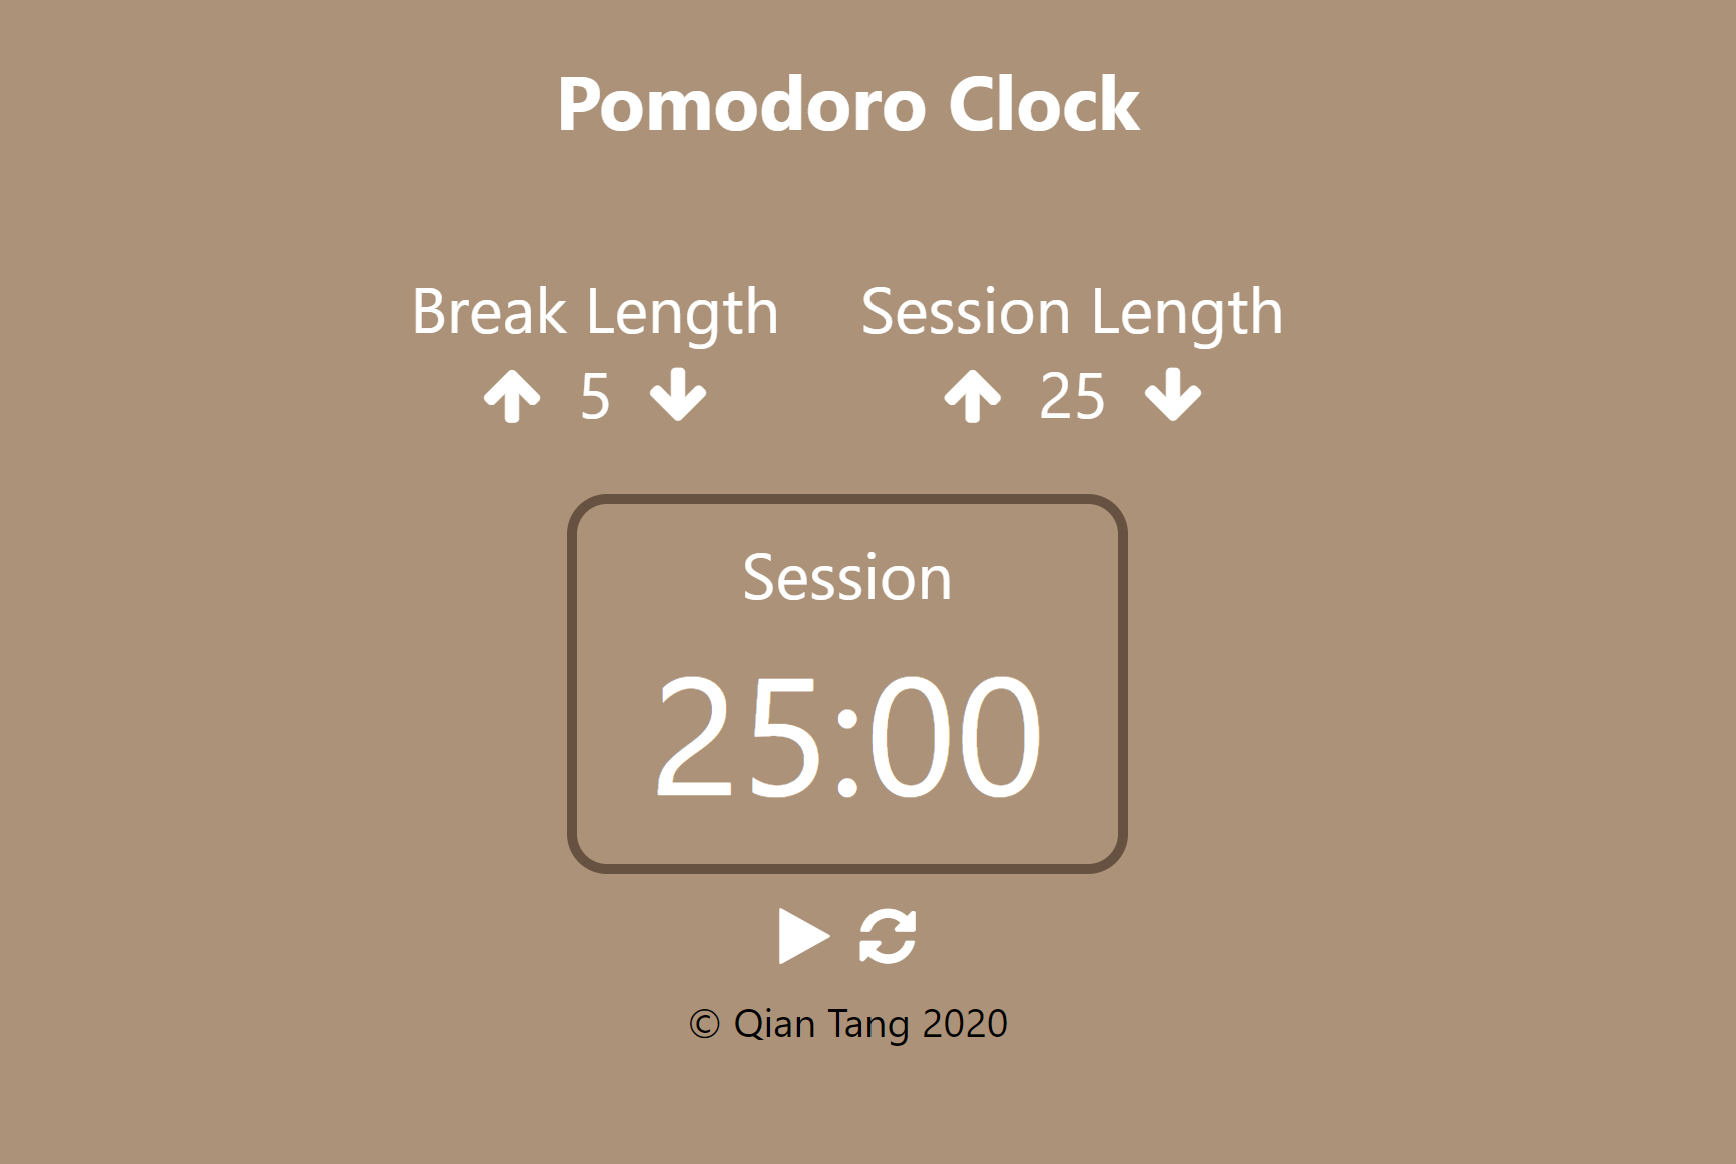 Pomodoro Clock
Break Length
5
Session Length
25
Session
25:00
© Qian Tang 2020